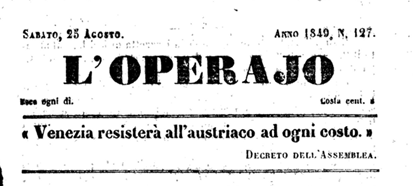 SABATO, 25 AGOSTO. ANNO 1849, N. 127.
L'OPERAJO
Esce ogni dì. Costa cent.
« Venezia resisterà all'austriaco ad ogni costo. »
DECRETO DELL'ASSEMBLEA.